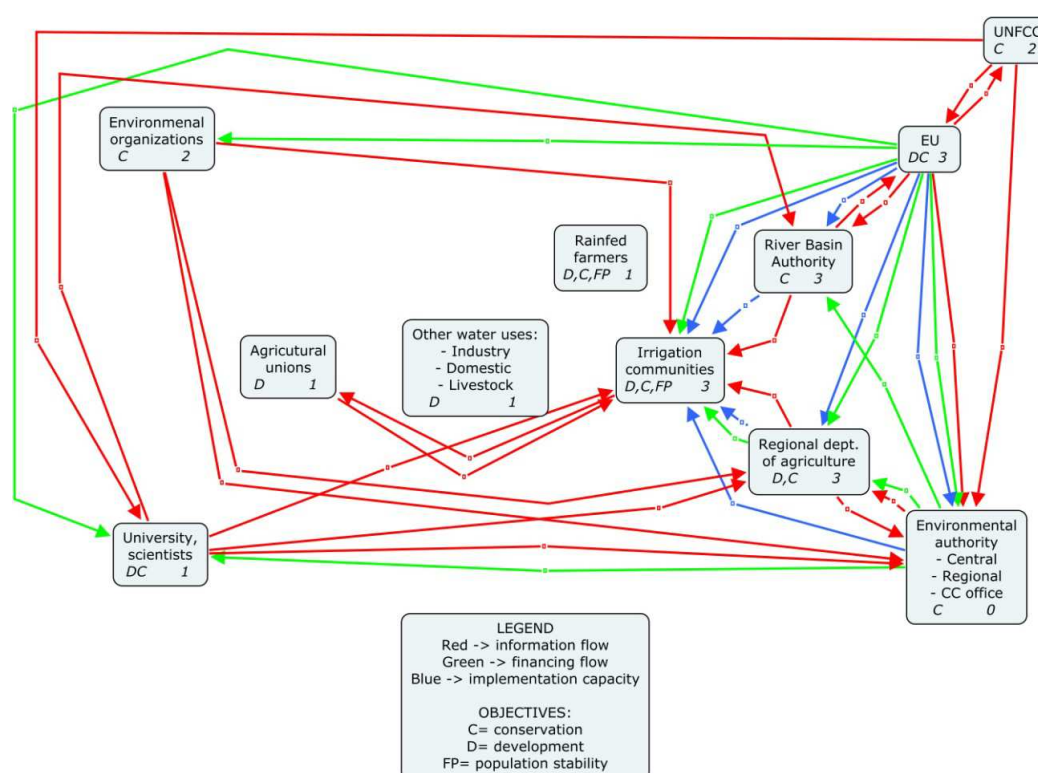 UNFCC
C 2
Environmenal
organizations
C 2
EU
DC 3
Rainfed
farmers
D,C,FP 1
River Basin
Authority
C 3
Agricutural
unions
D 1
Other water uses:
- Industry
- Domestic
- Livestock
D 1
Irrigation
communities
D,C,FP 3
Regional dept.
of agriculture
D,C 3
University,
scientists
DC 1
Environmental
authority
- Central
- Regional
- CC office
C 0
LEGEND
Red -> information flow
Green -> financing flow
Blue -> implementation capacity
OBJECTIVES:
C= conservation
D= development
FP= population stability